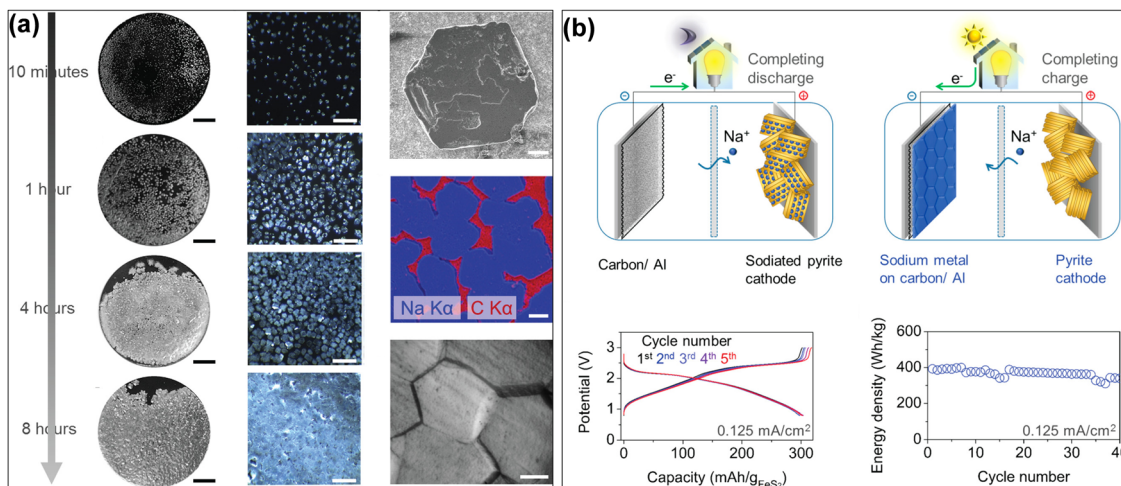 (a)
10 minutes
1 hour
4 hours
8 hours
Na Kα C Kα
(b)
Completing
discharge
e-
Na+
Carbon/ Al
Sodiated pyrite
cathode
Completing
charge
e-
Na+
Sodium metal
on carbon/ Al
Pyrite
cathode
Potential (V)
3
2
1
0
Cycle number
1st 2nd 3rd 4th 5th
0.125 mA/cm2
0 100 200 300
Capacity (mAh/gFeS2)
Energy density (Wh/kg)
600
400
200
0
0.125 mA/cm2
0 10 20 30 40
Cycle number